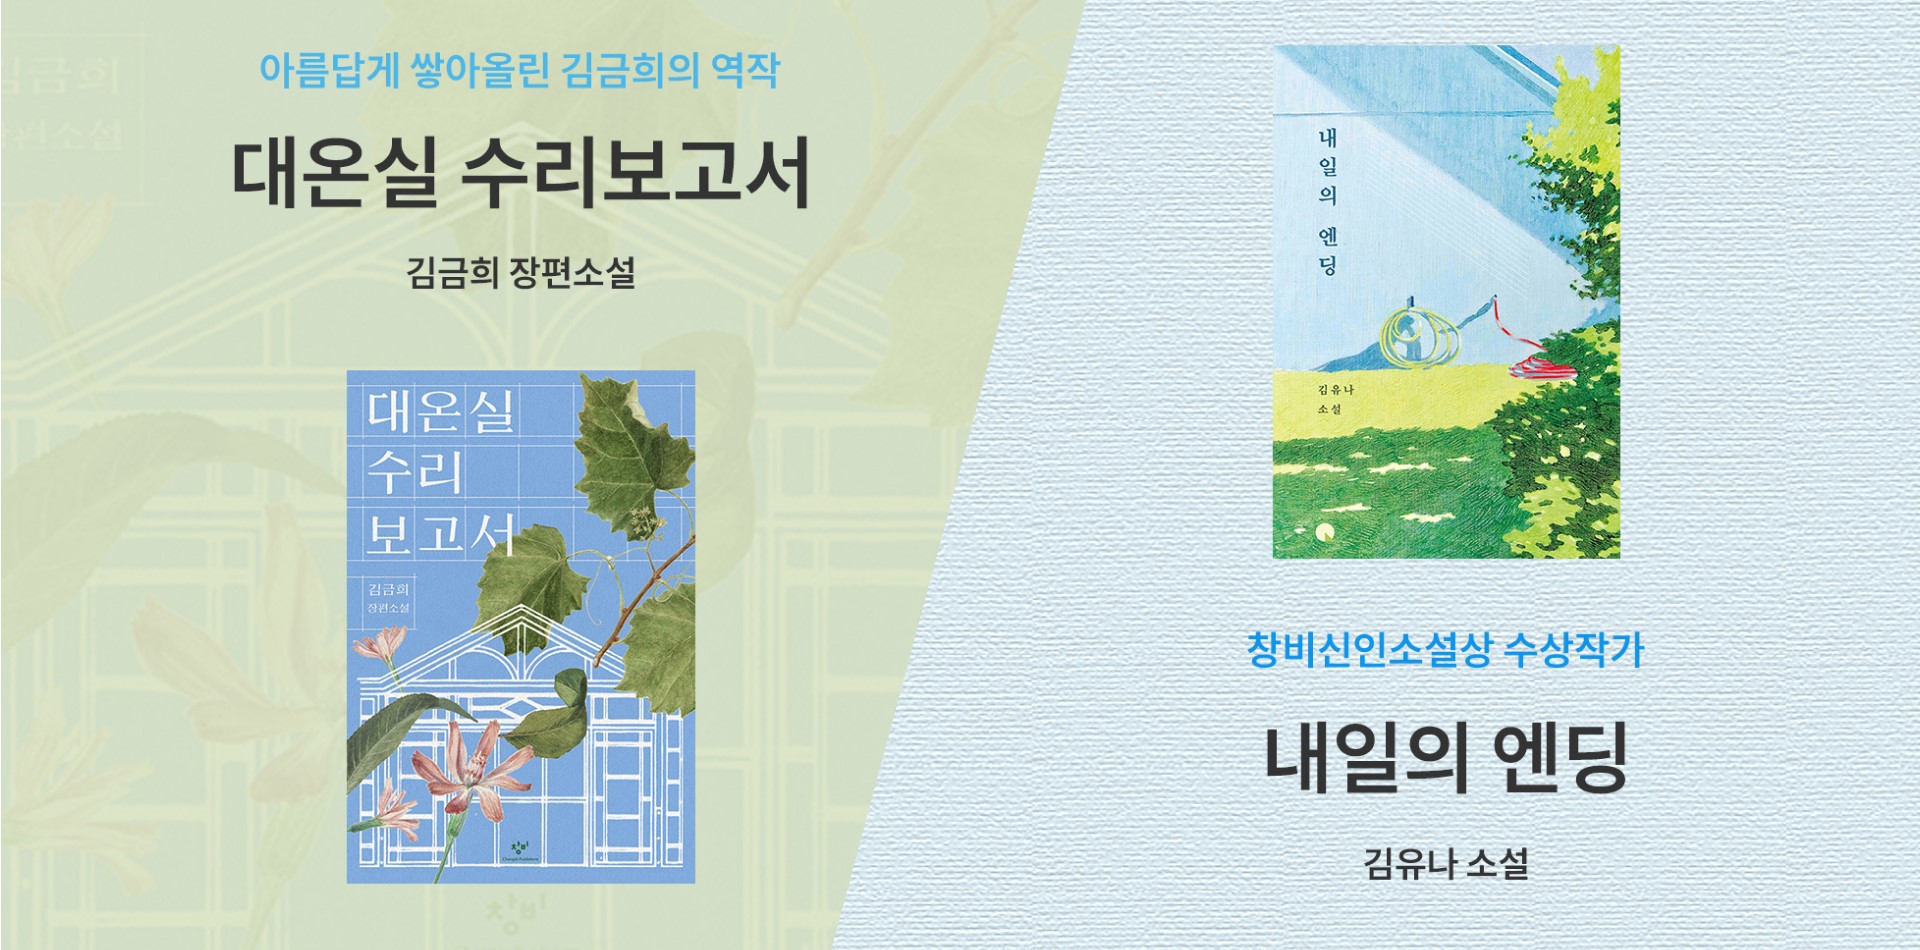 아름답게 쌓아올린 김금희의 역작
대온실 수리보고서
김금희 장편소설
대온실
수리
보고서
김금희
장편소설
창비
Changbi Publishers
창비
내일의 엔딩
김유나
소설
창비신인소설상 수상작가
내일의 엔딩
김유나 소설